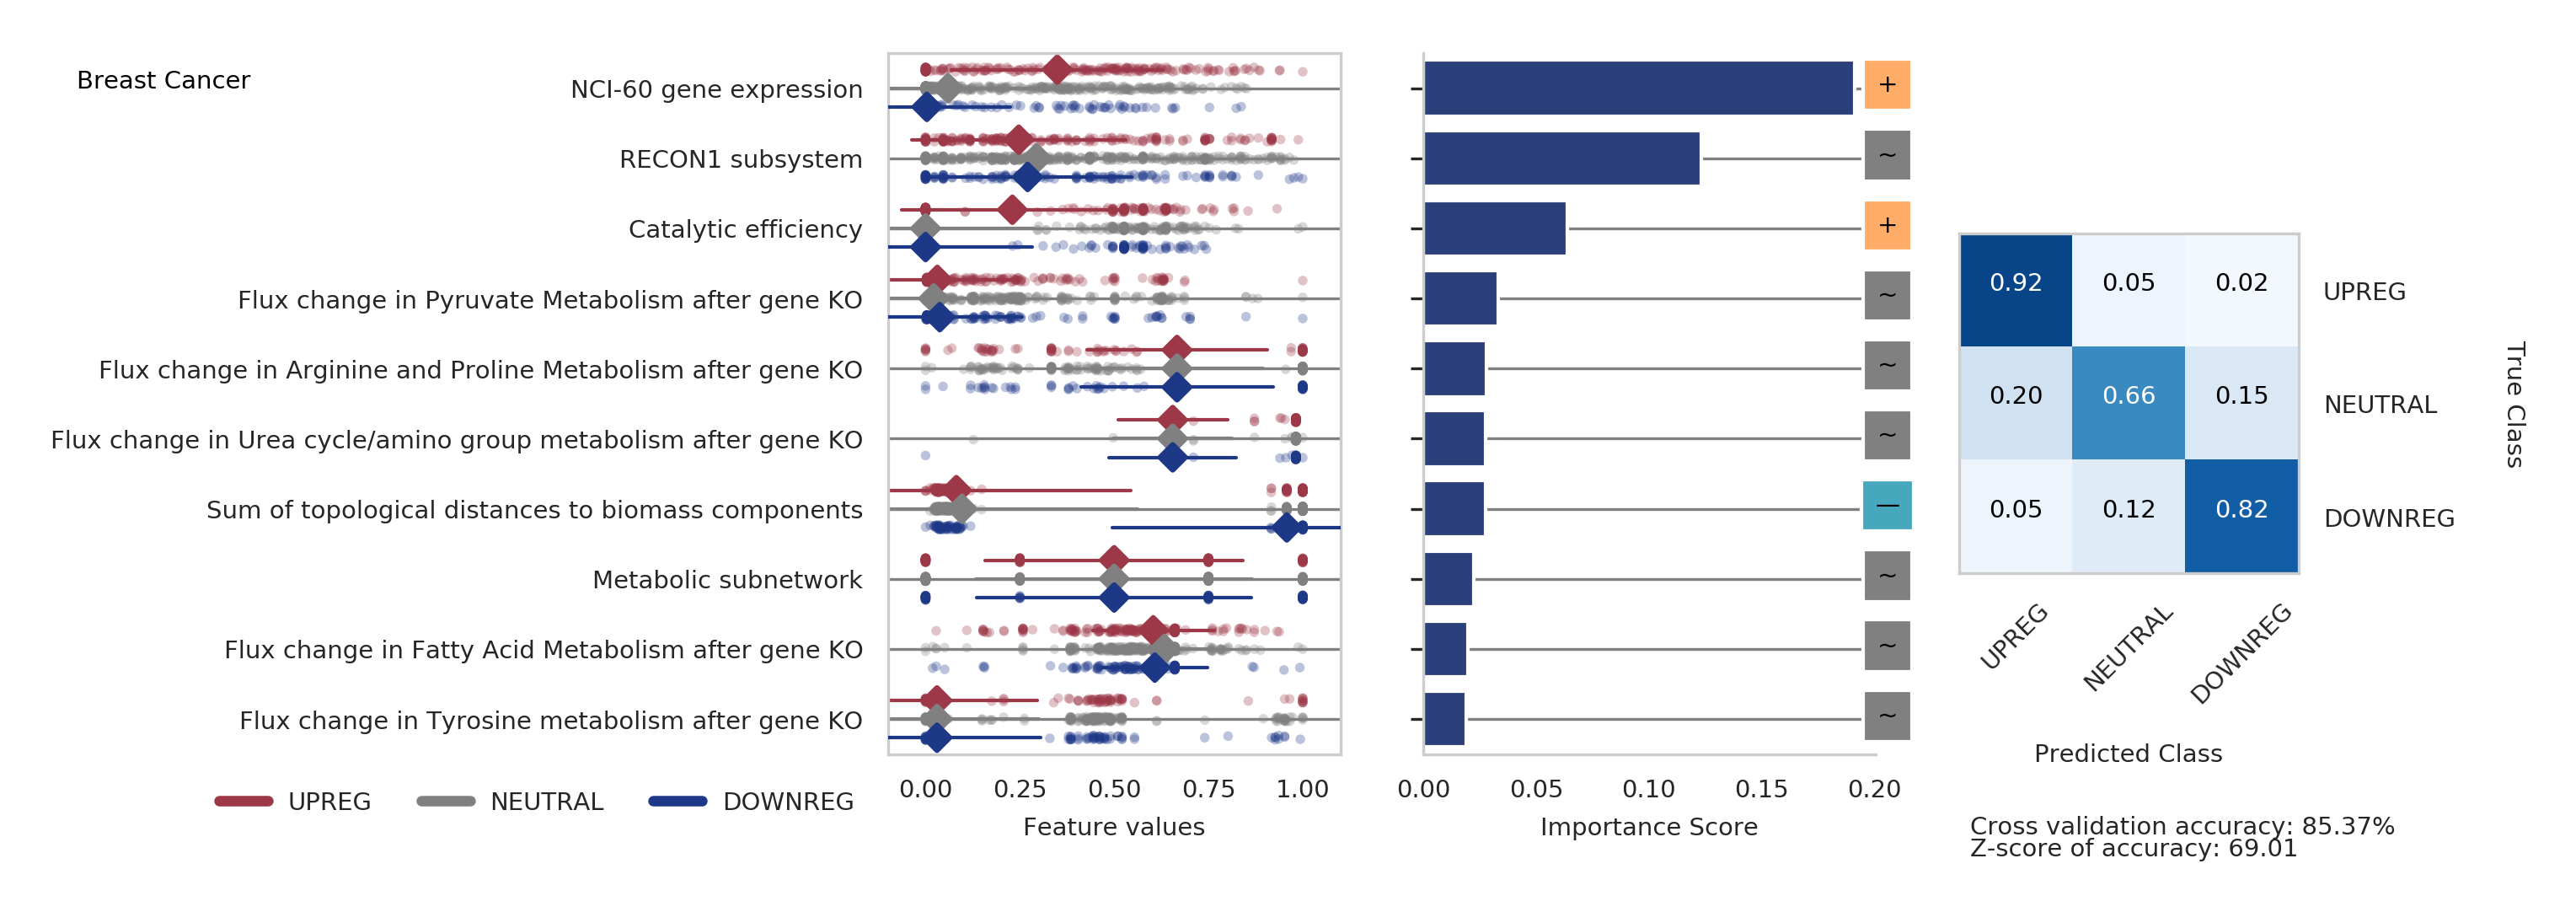 Breast Cancer
NCI-60 gene expression
RECON1 subsystem
Catalytic efficiency
Flux change in Pyruvate Metabolism after gene KO
Flux change in Arginine and Proline Metabolism after gene KO
Flux change in Urea cycle/amino group metabolism after gene KO
Sum of topological distances to biomass components
Metabolic subnetwork
Flux change in Fatty Acid Metabolism after gene KO
Flux change in Tyrosine metabolism after gene KO
UPREG NEUTRAL DOWNREG
0.00 0.25 0.50 0.75 1.00
Feature values
+
~
+
~
~
~
—
~
~
~
0.00 0.05 0.10 0.15 0.20
Importance Score
0.92 0.05 0.02 UPREG
0.20 0.66 0.15 NEUTRAL
0.05 0.12 0.82 DOWNREG
True Class
UPREG NEUTRAL DOWNREG
Predicted Class
Cross validation accuracy: 85.37%
Z-score of accuracy: 69.01